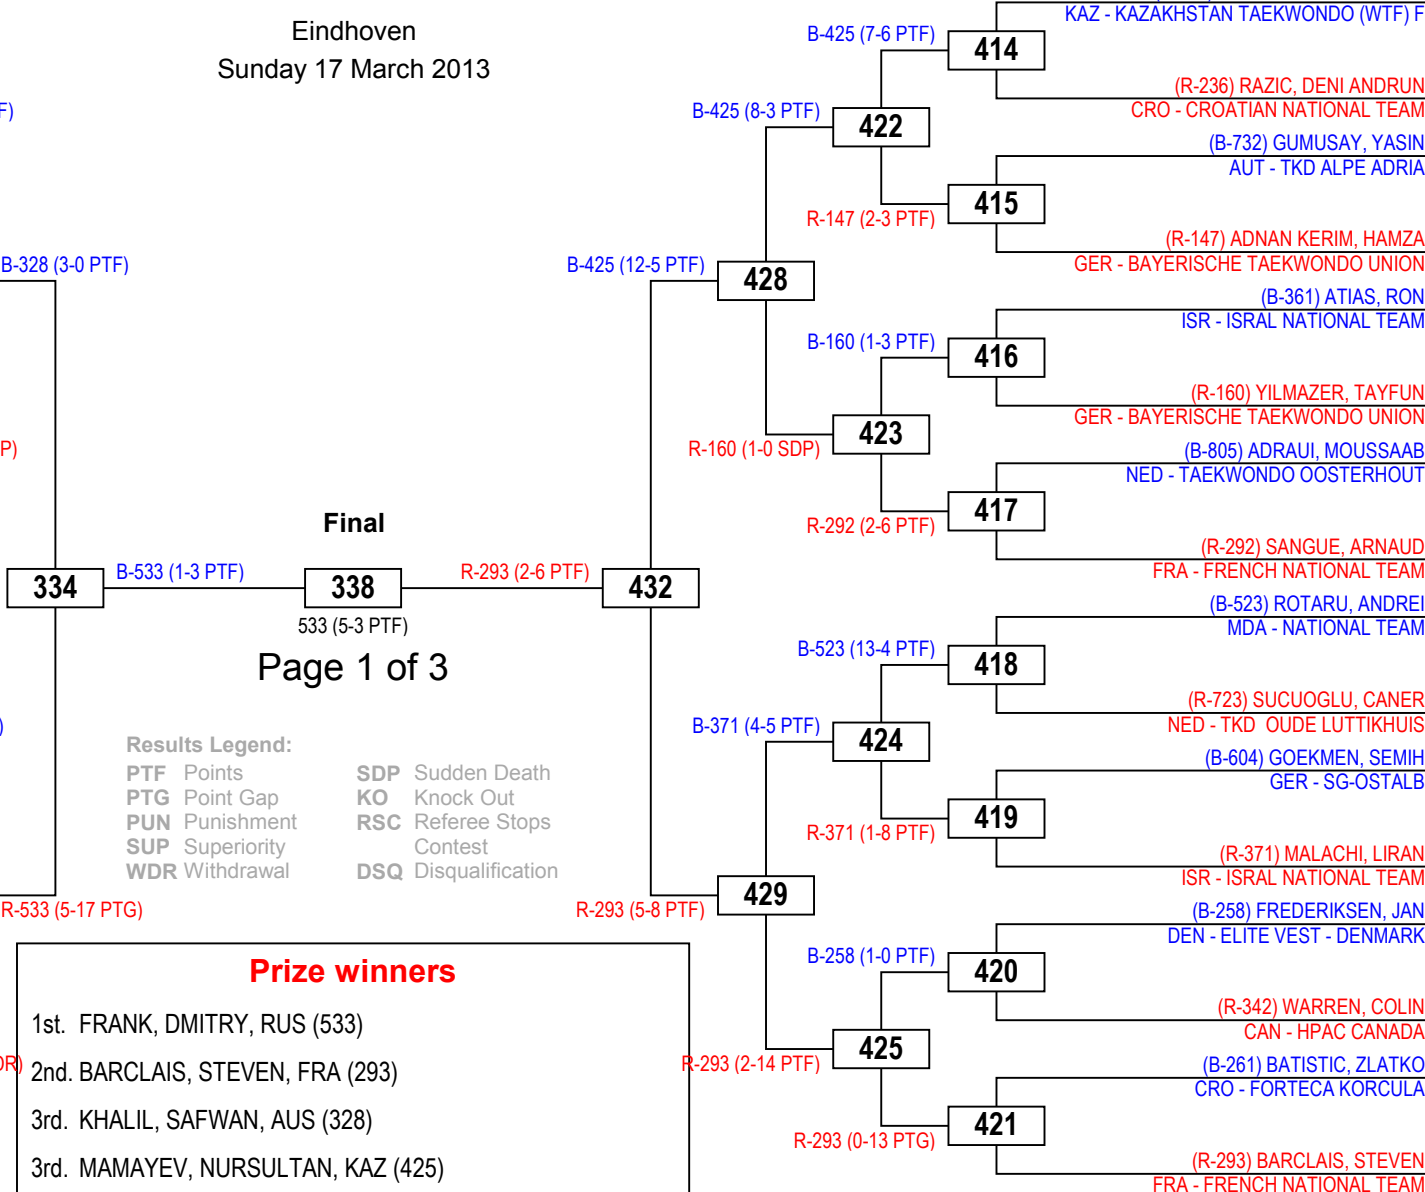 KAZ - KAZAKHSTAN TAEKWONDO (WTF) F
Eindhoven
Sunday 17 March 2013
B-425 (7-6 PTF)
414
(R-236) RAZIC, DENI ANDRUN
CRO - CROATIAN NATIONAL TEAM
B-425 (8-3 PTF)
422
(B-732) GUMUSAY, YASIN
AUT - TKD ALPE ADRIA
415
R-147 (2-3 PTF)
(R-147) ADNAN KERIM, HAMZA
GER - BAYERISCHE TAEKWONDO UNION
B-328 (3-0 PTF)
B-425 (12-5 PTF)
428
(B-361) ATIAS, RON
ISR - ISRAL NATIONAL TEAM
B-160 (1-3 PTF)
416
(R-160) YILMAZER, TAYFUN
GER - BAYERISCHE TAEKWONDO UNION
423
R-160 (1-0 SDP)
(B-805) ADRAUI, MOUSSAAB
NED - TAEKWONDO OOSTERHOUT
417
R-292 (2-6 PTF)
(R-292) SANGUE, ARNAUD
FRA - FRENCH NATIONAL TEAM
Final
334
B-533 (1-3 PTF)
338
R-293 (2-6 PTF)
432
533 (5-3 PTF)
Page 1 of 3
(B-523) ROTARU, ANDREI
MDA - NATIONAL TEAM
B-523 (13-4 PTF)
418
(R-723) SUCUOGLU, CANER
NED - TKD OUDE LUTTIKHUIS
B-371 (4-5 PTF)
424
(B-604) GOEKMEN, SEMIH
GER - SG-OSTALB
R-371 (1-8 PTF)
419
(R-371) MALACHI, LIRAN
ISR - ISRAL NATIONAL TEAM
Results Legend:
PTF Points
PTG Point Gap
PUN Punishment
SUP Superiority
WDR Withdrawal
SDP Sudden Death
KO Knock Out
RSC Referee Stops
Contest
DSQ Disqualification
429
R-533 (5-17 PTG)
R-293 (5-8 PTF)
(B-258) FREDERIKSEN, JAN
DEN - ELITE VEST - DENMARK
B-258 (1-0 PTF)
420
(R-342) WARREN, COLIN
CAN - HPAC CANADA
425
R-293 (2-14 PTF)
(B-261) BATISTIC, ZLATKO
CRO - FORTECA KORCULA
421
R-293 (0-13 PTG)
(R-293) BARCLAIS, STEVEN
FRA - FRENCH NATIONAL TEAM
Prize winners
1st. FRANK, DMITRY, RUS (533)
2nd. BARCLAIS, STEVEN, FRA (293)
3rd. KHALIL, SAFWAN, AUS (328)
3rd. MAMAYEV, NURSULTAN, KAZ (425)